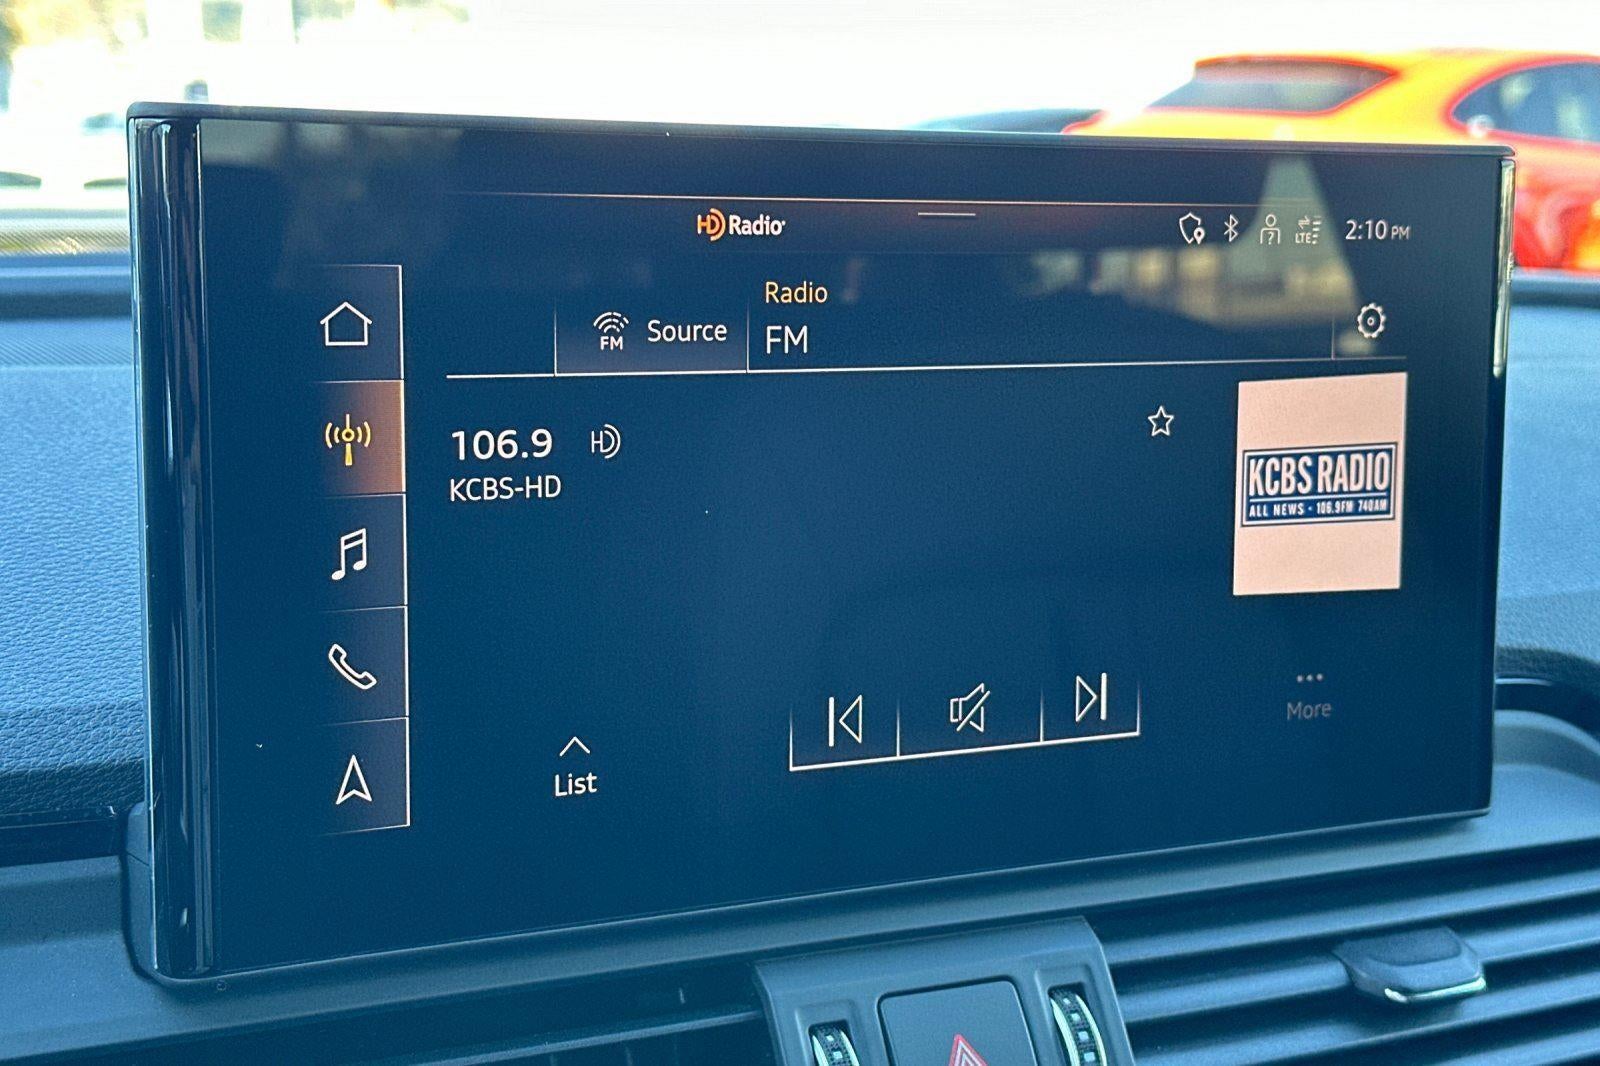 HD Radio
LTE 2:10 PM
Radio
FM Source
FM
106.9 HD
KCBS-HD
KCBS RADIO
ALL NEWS • 106.9FM 740AM
More
List